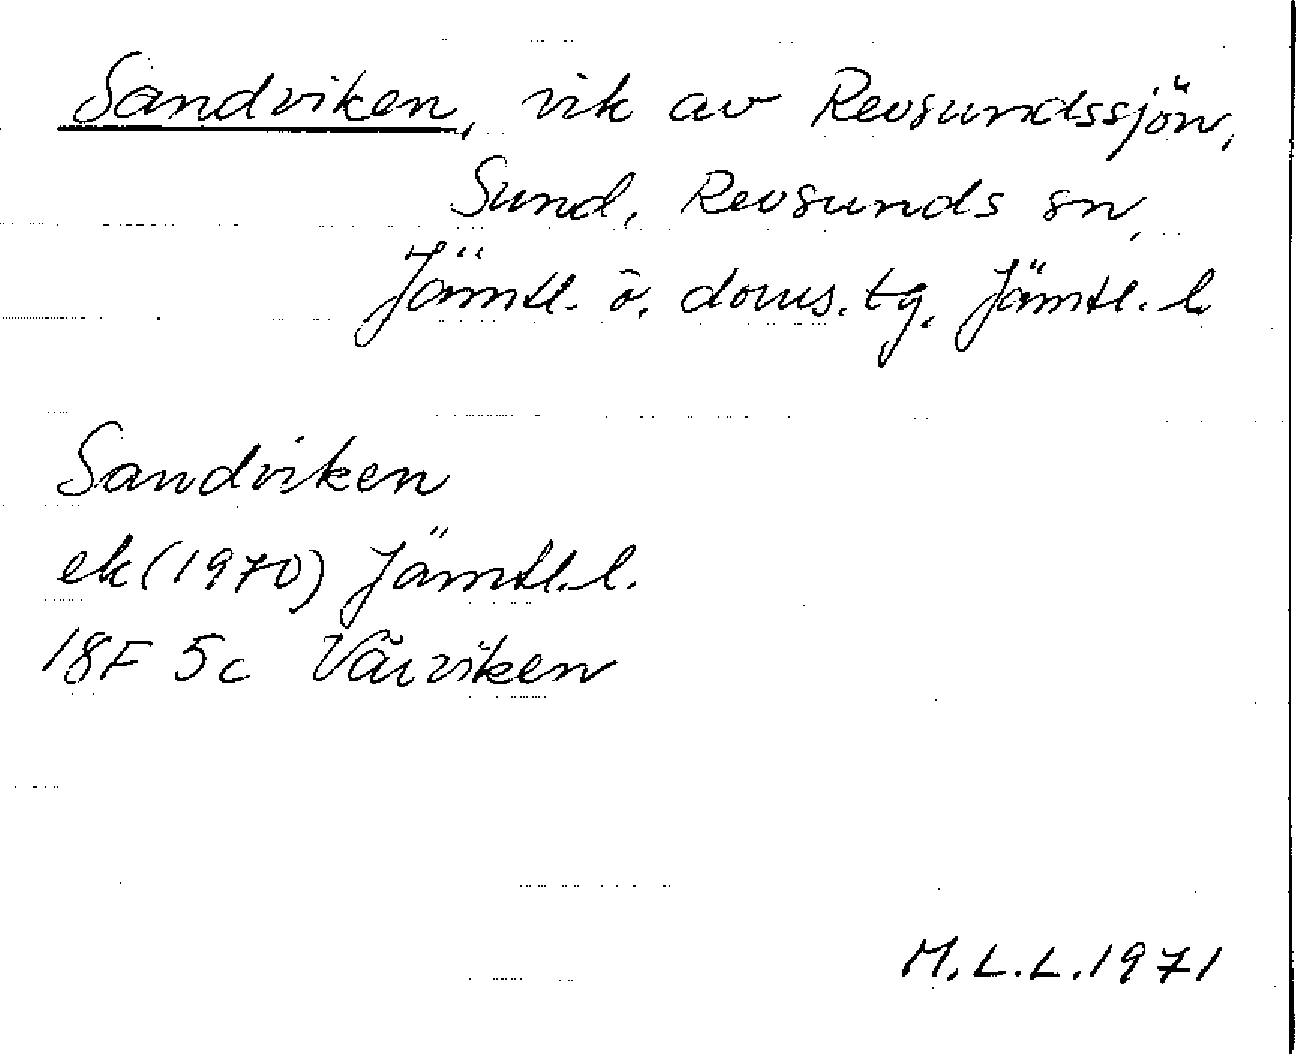 Sandviken, vik av Revsundssjön,
Sund, Revsunds sn,
Jämtl. ö. doms. tg. Jämtl. l
Sandviken
ek (1970) Jämtl. l.
18F 5c Värviken
M.L.L. 1971